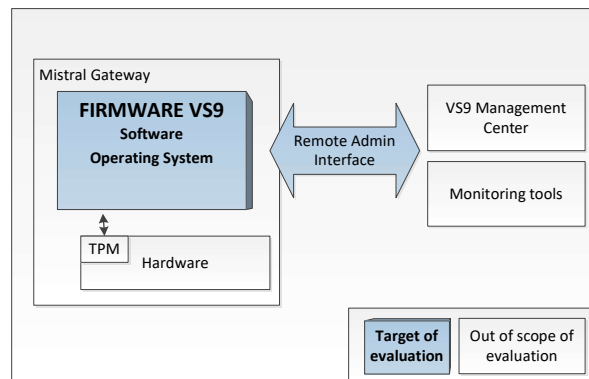 Mistral Gateway
FIRMWARE VS9
Software
Operating System
TPM
Hardware
Remote Admin
Interface
VS9 Management
Center
Monitoring tools
Target of
evaluation
Out of scope of
evaluation